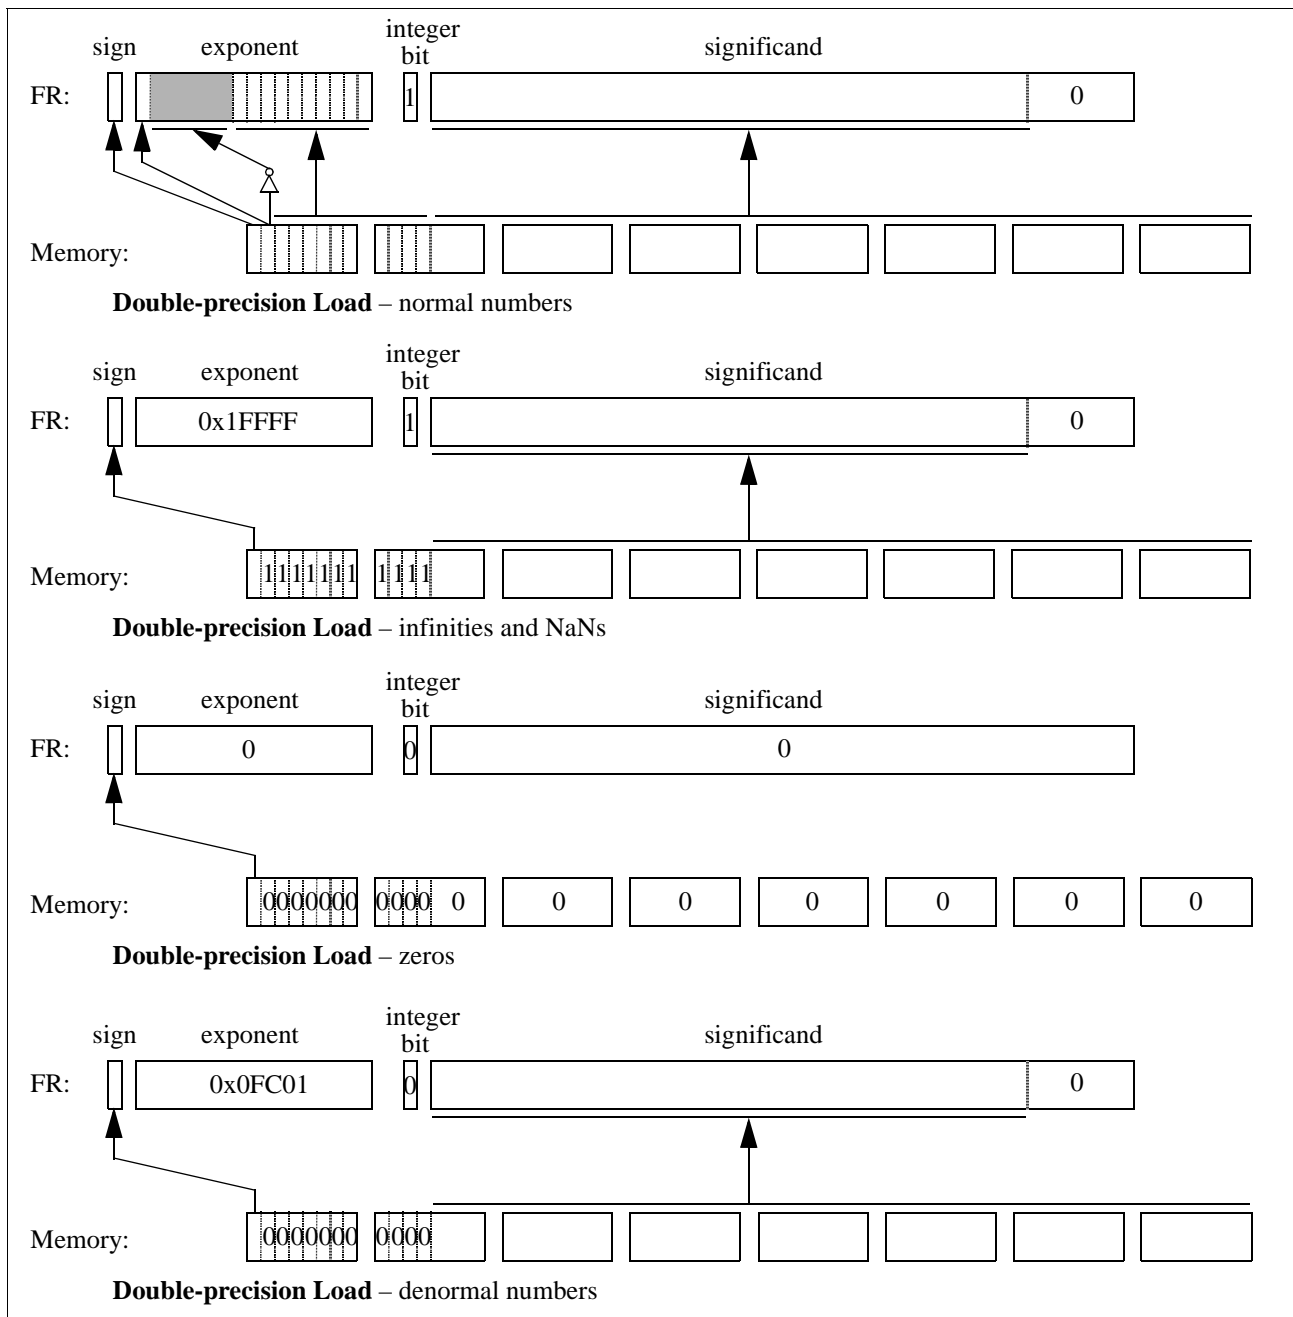 integer
sign exponent bit significand
FR: 1 0
Memory:
Double-precision Load – normal numbers
integer
sign exponent bit significand
FR: 0x1FFFF 1 0
Memory: 1111111 1111
Double-precision Load – infinities and NaNs
integer
sign exponent bit significand
FR: 0 0 0
Memory: 0000000 0000 0 0 0 0 0 0 0
Double-precision Load – zeros
integer
sign exponent bit significand
FR: 0x0FC01 0 0
Memory: 0000000 0000
Double-precision Load – denormal numbers